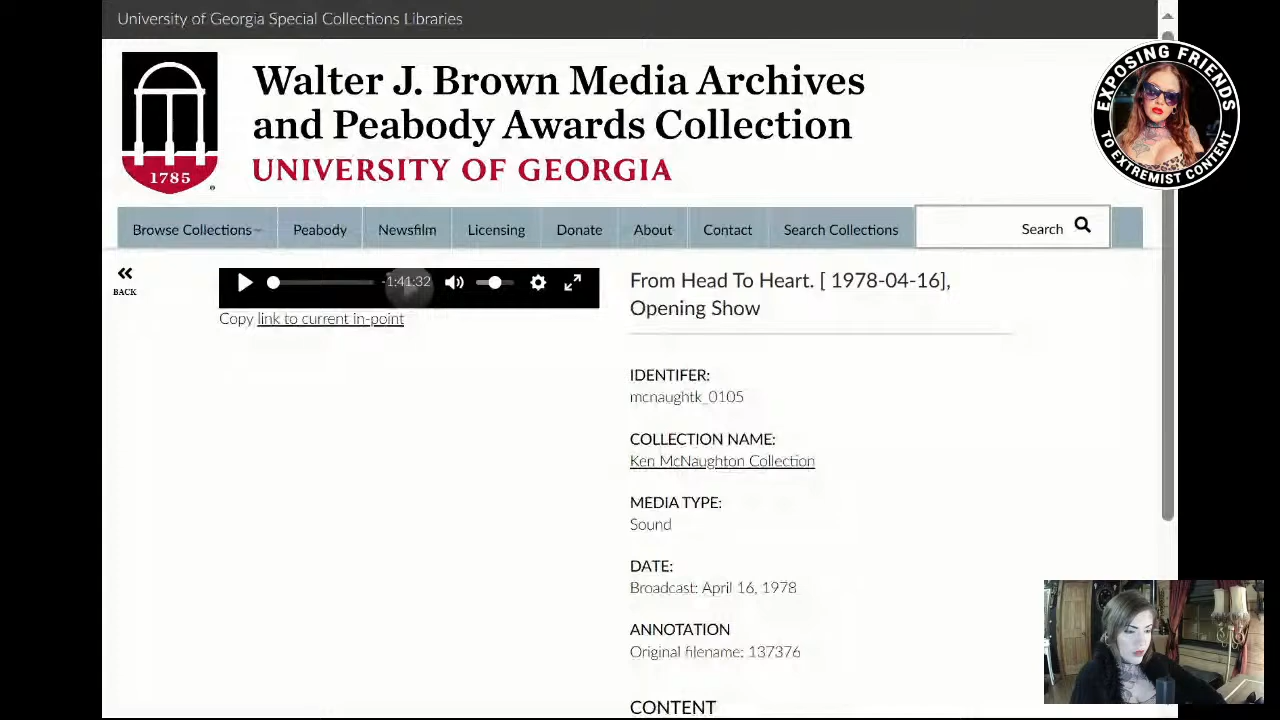 University of Georgia Special Collections Libraries
Walter J. Brown Media Archives
and Peabody Awards Collection
UNIVERSITY OF GEORGIA
1785
EXPOSING FRIENDS
TO EXTREMIST CONTENT
Browse Collections
Peabody
Newsfilm
Licensing
Donate
About
Contact
Search Collections
Search
BACK
-1:41:32
Copy link to current in-point
From Head To Heart. [ 1978-04-16],
Opening Show
IDENTIFER:
mcnaughtk_0105
COLLECTION NAME:
Ken McNaughton Collection
MEDIA TYPE:
Sound
DATE:
Broadcast: April 16, 1978
ANNOTATION
Original filename: 137376
CONTENT